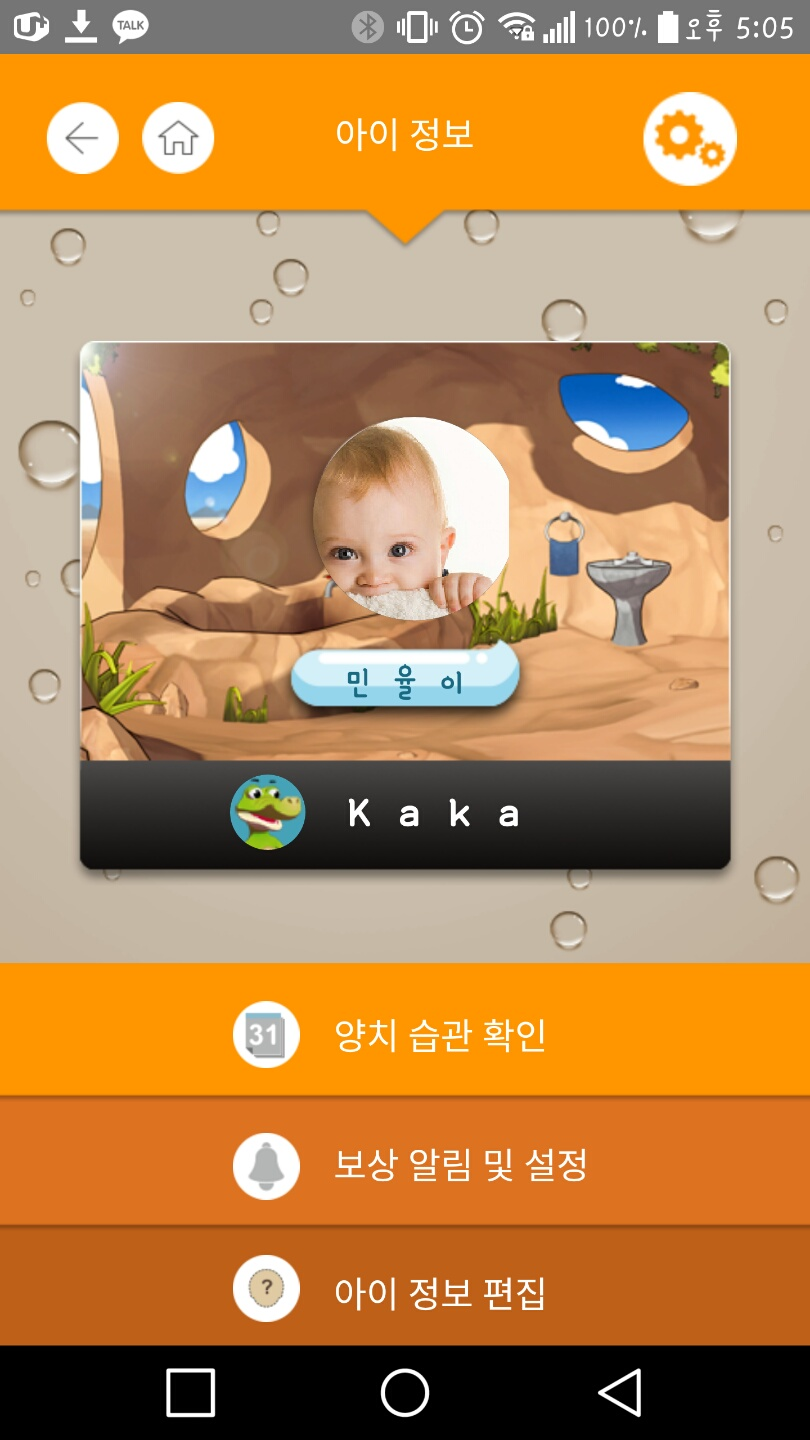 TALK 100% 오후 5:05
아이 정보
민율이
Kaka
31 양치 습관 확인
보상 알림 및 설정
? 아이 정보 편집